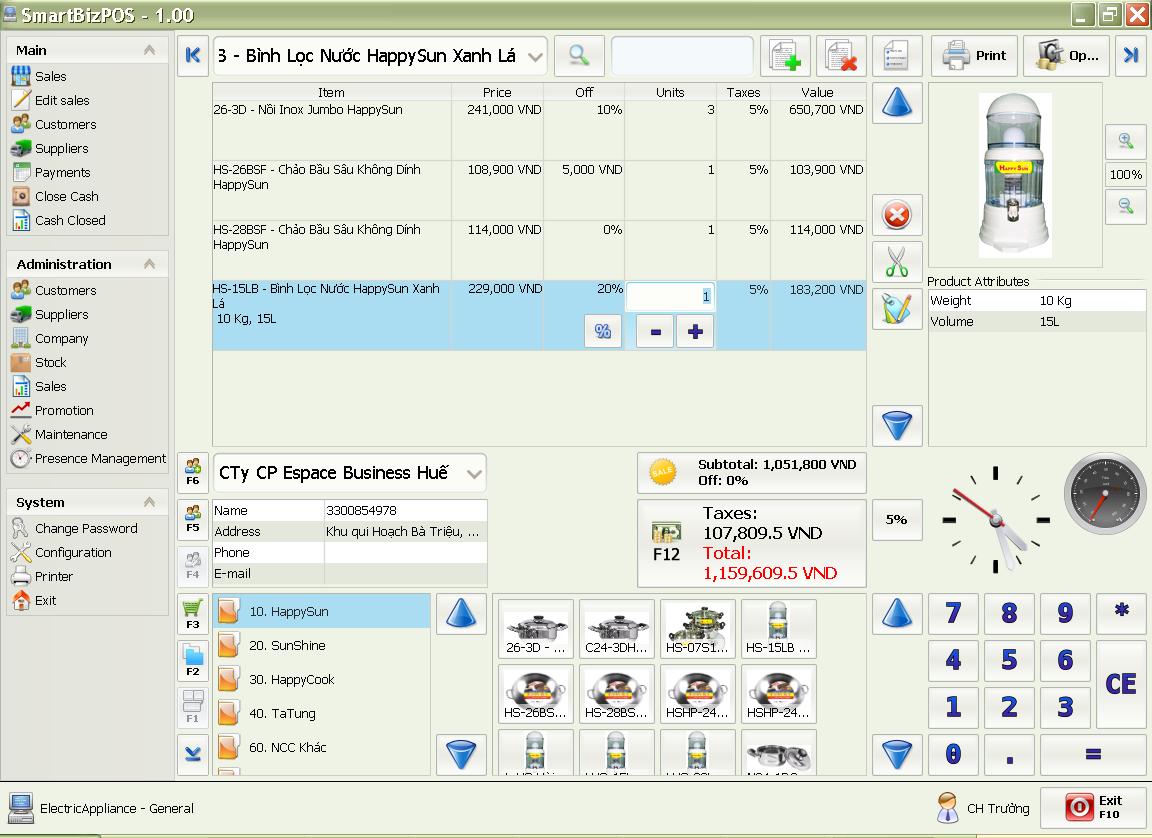 SmartBizPOS - 1.00
Main
Sales
Edit sales
Customers
Suppliers
Payments
Close Cash
Cash Closed
Administration
Customers
Suppliers
Company
Stock
Sales
Promotion
Maintenance
Presence Management
System
Change Password
Configuration
Printer
Exit
3 - Bình Lọc Nước HappySun Xanh Lá
Print
Op...
Item Price Off Units Taxes Value
26-3D - Nồi Inox Jumbo HappySun 241,000 VND 10% 3 5% 650,700 VND
HS-26BSF - Chảo Bầu Sâu Không Dính 108,900 VND 5,000 VND 1 5% 103,900 VND
HappySun
HS-28BSF - Chảo Bầu Sâu Không Dính 114,000 VND 0% 1 5% 114,000 VND
HappySun
HS-15LB - Bình Lọc Nước HappySun Xanh 229,000 VND 20% 1 5% 183,200 VND
Lá
10 Kg, 15L
% - +
HAPPY SUN
100%
Product Attributes
Weight 10 Kg
Volume 15L
F6
CTy CP Espace Business Huế
F5
F4
Name 3300854978
Address Khu qui Hoạch Bà Triệu, ...
Phone
E-mail
SALE
Subtotal: 1,051,800 VND
Off: 0%
F12
Taxes:
107,809.5 VND
Total:
1,159,609.5 VND
5%
F3
F2
F1
10. HappySun
20. SunShine
30. HappyCook
40. TaTung
60. NCC Khác
26-3D - ... C24-3DH... HS-07S1... HS-15LB ...
HS-26BS... HS-28BS... HSHP-24... HSHP-24...
7 8 9 *
4 5 6 CE
1 2 3
0 . =
ElectricAppliance - General
CH Trưởng
Exit
F10